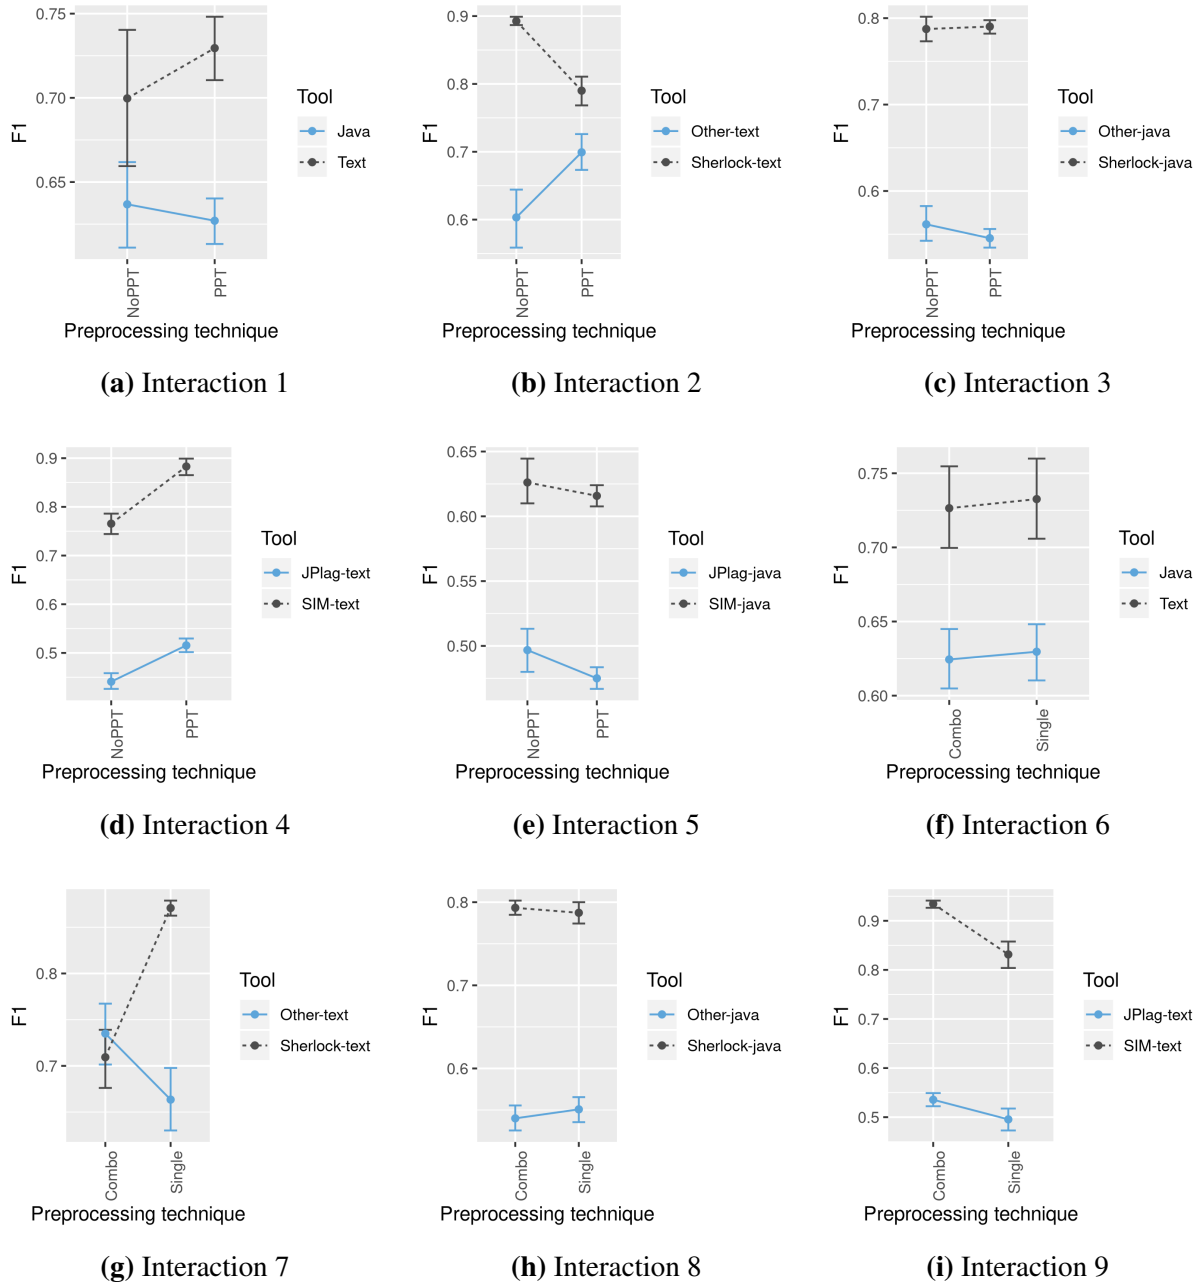 0.75
0.70
0.65
F1
NoPPT
PPT
Preprocessing technique
Tool
Java
Text
(a) Interaction 1
0.9
0.8
0.7
0.6
F1
NoPPT
PPT
Preprocessing technique
Tool
Other-text
Sherlock-text
(b) Interaction 2
0.8
0.7
0.6
F1
NoPPT
PPT
Preprocessing technique
Tool
Other-java
Sherlock-java
(c) Interaction 3
0.9
0.8
0.7
0.6
0.5
F1
NoPPT
PPT
Preprocessing technique
Tool
JPlag-text
SIM-text
(d) Interaction 4
0.65
0.60
0.55
0.50
F1
NoPPT
PPT
Preprocessing technique
Tool
JPlag-java
SIM-java
(e) Interaction 5
0.75
0.70
0.65
0.60
F1
Combo
Single
Preprocessing technique
Tool
Java
Text
(f) Interaction 6
0.8
0.7
F1
Combo
Single
Preprocessing technique
Tool
Other-text
Sherlock-text
(g) Interaction 7
0.8
0.7
0.6
F1
Combo
Single
Preprocessing technique
Tool
Other-java
Sherlock-java
(h) Interaction 8
0.9
0.8
0.7
0.6
0.5
F1
Combo
Single
Preprocessing technique
Tool
JPlag-text
SIM-text
(i) Interaction 9